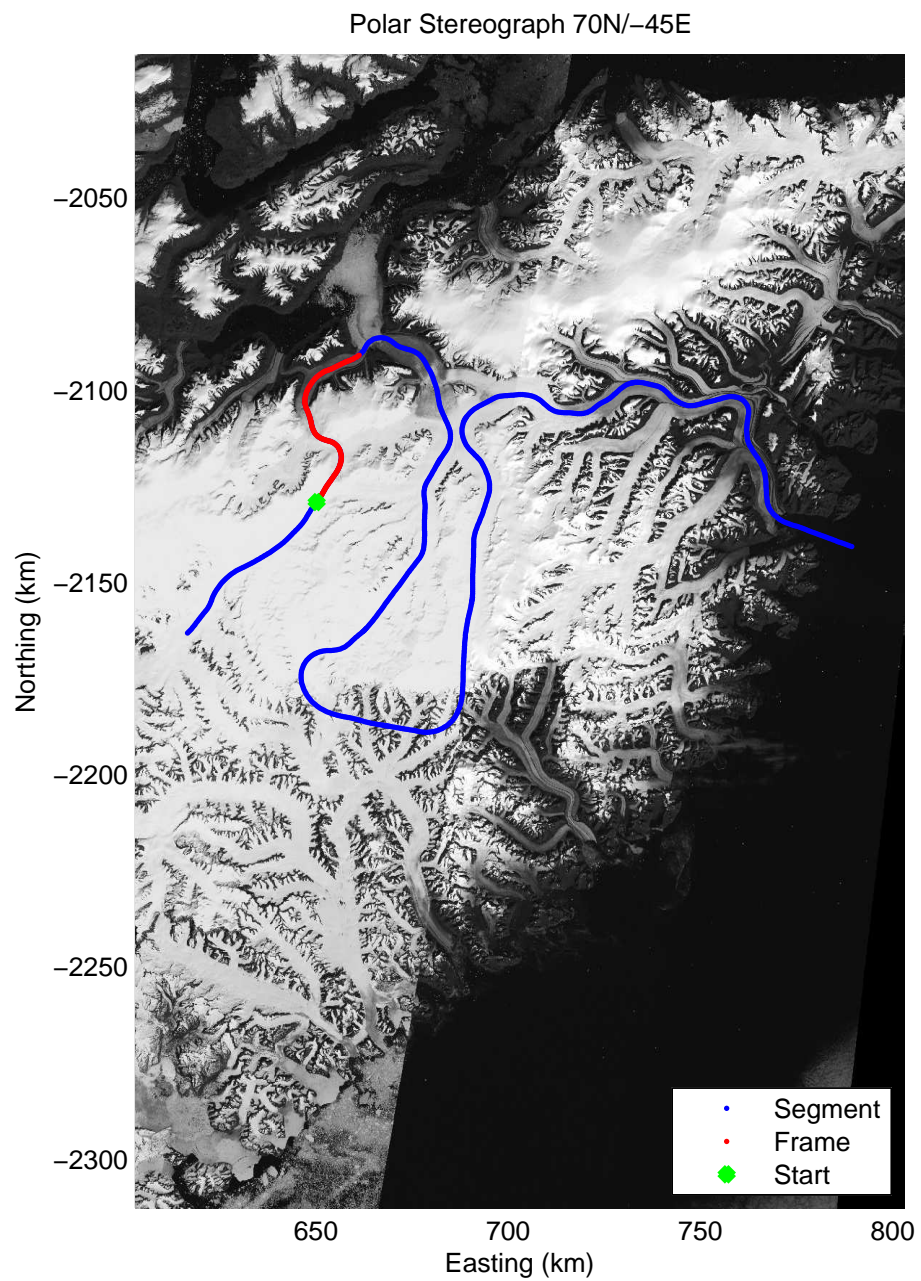 Polar Stereograph 70N/−45E
−2050
−2100
−2150
−2200
−2250
−2300
Northing (km)
650
700
750
800
Easting (km)
Segment
Frame
Start